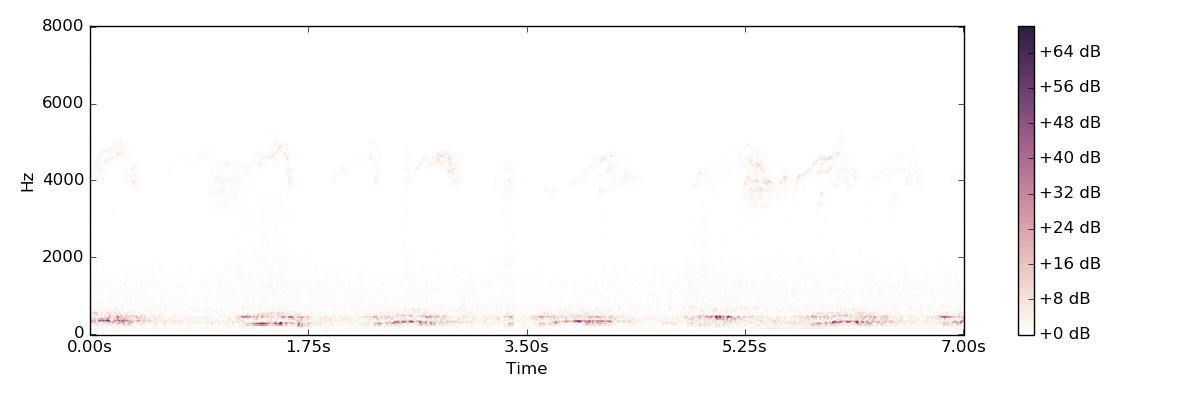 8000
6000
4000
2000
0
Hz
0.00s 1.75s 3.50s 5.25s 7.00s
Time
+64 dB
+56 dB
+48 dB
+40 dB
+32 dB
+24 dB
+16 dB
+8 dB
+0 dB